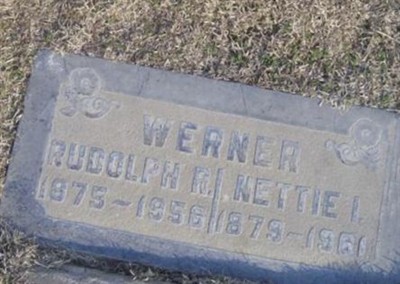 WERNER
RUDOLPH R. NETTIE I.
1875~1956 1879~1961